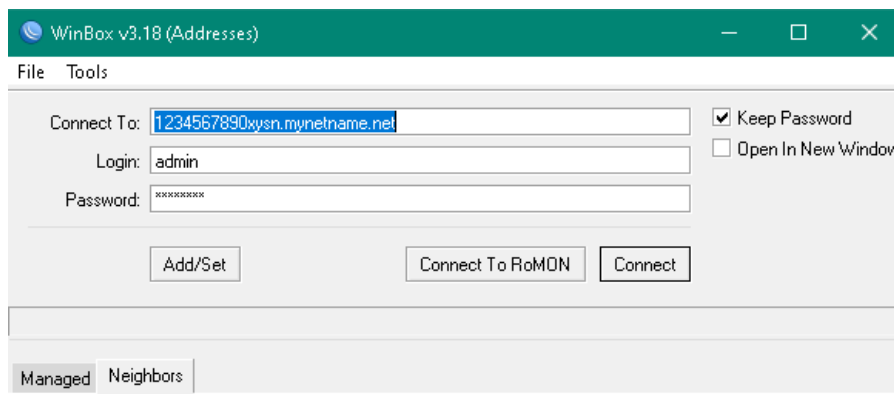 WinBox v3.18 (Addresses)
File Tools
Connect To: 1234567890xysn.mynetname.net
Keep Password
Open In New Window
Login: admin
Password: ********
Add/Set Connect To RoMON Connect
Managed Neighbors